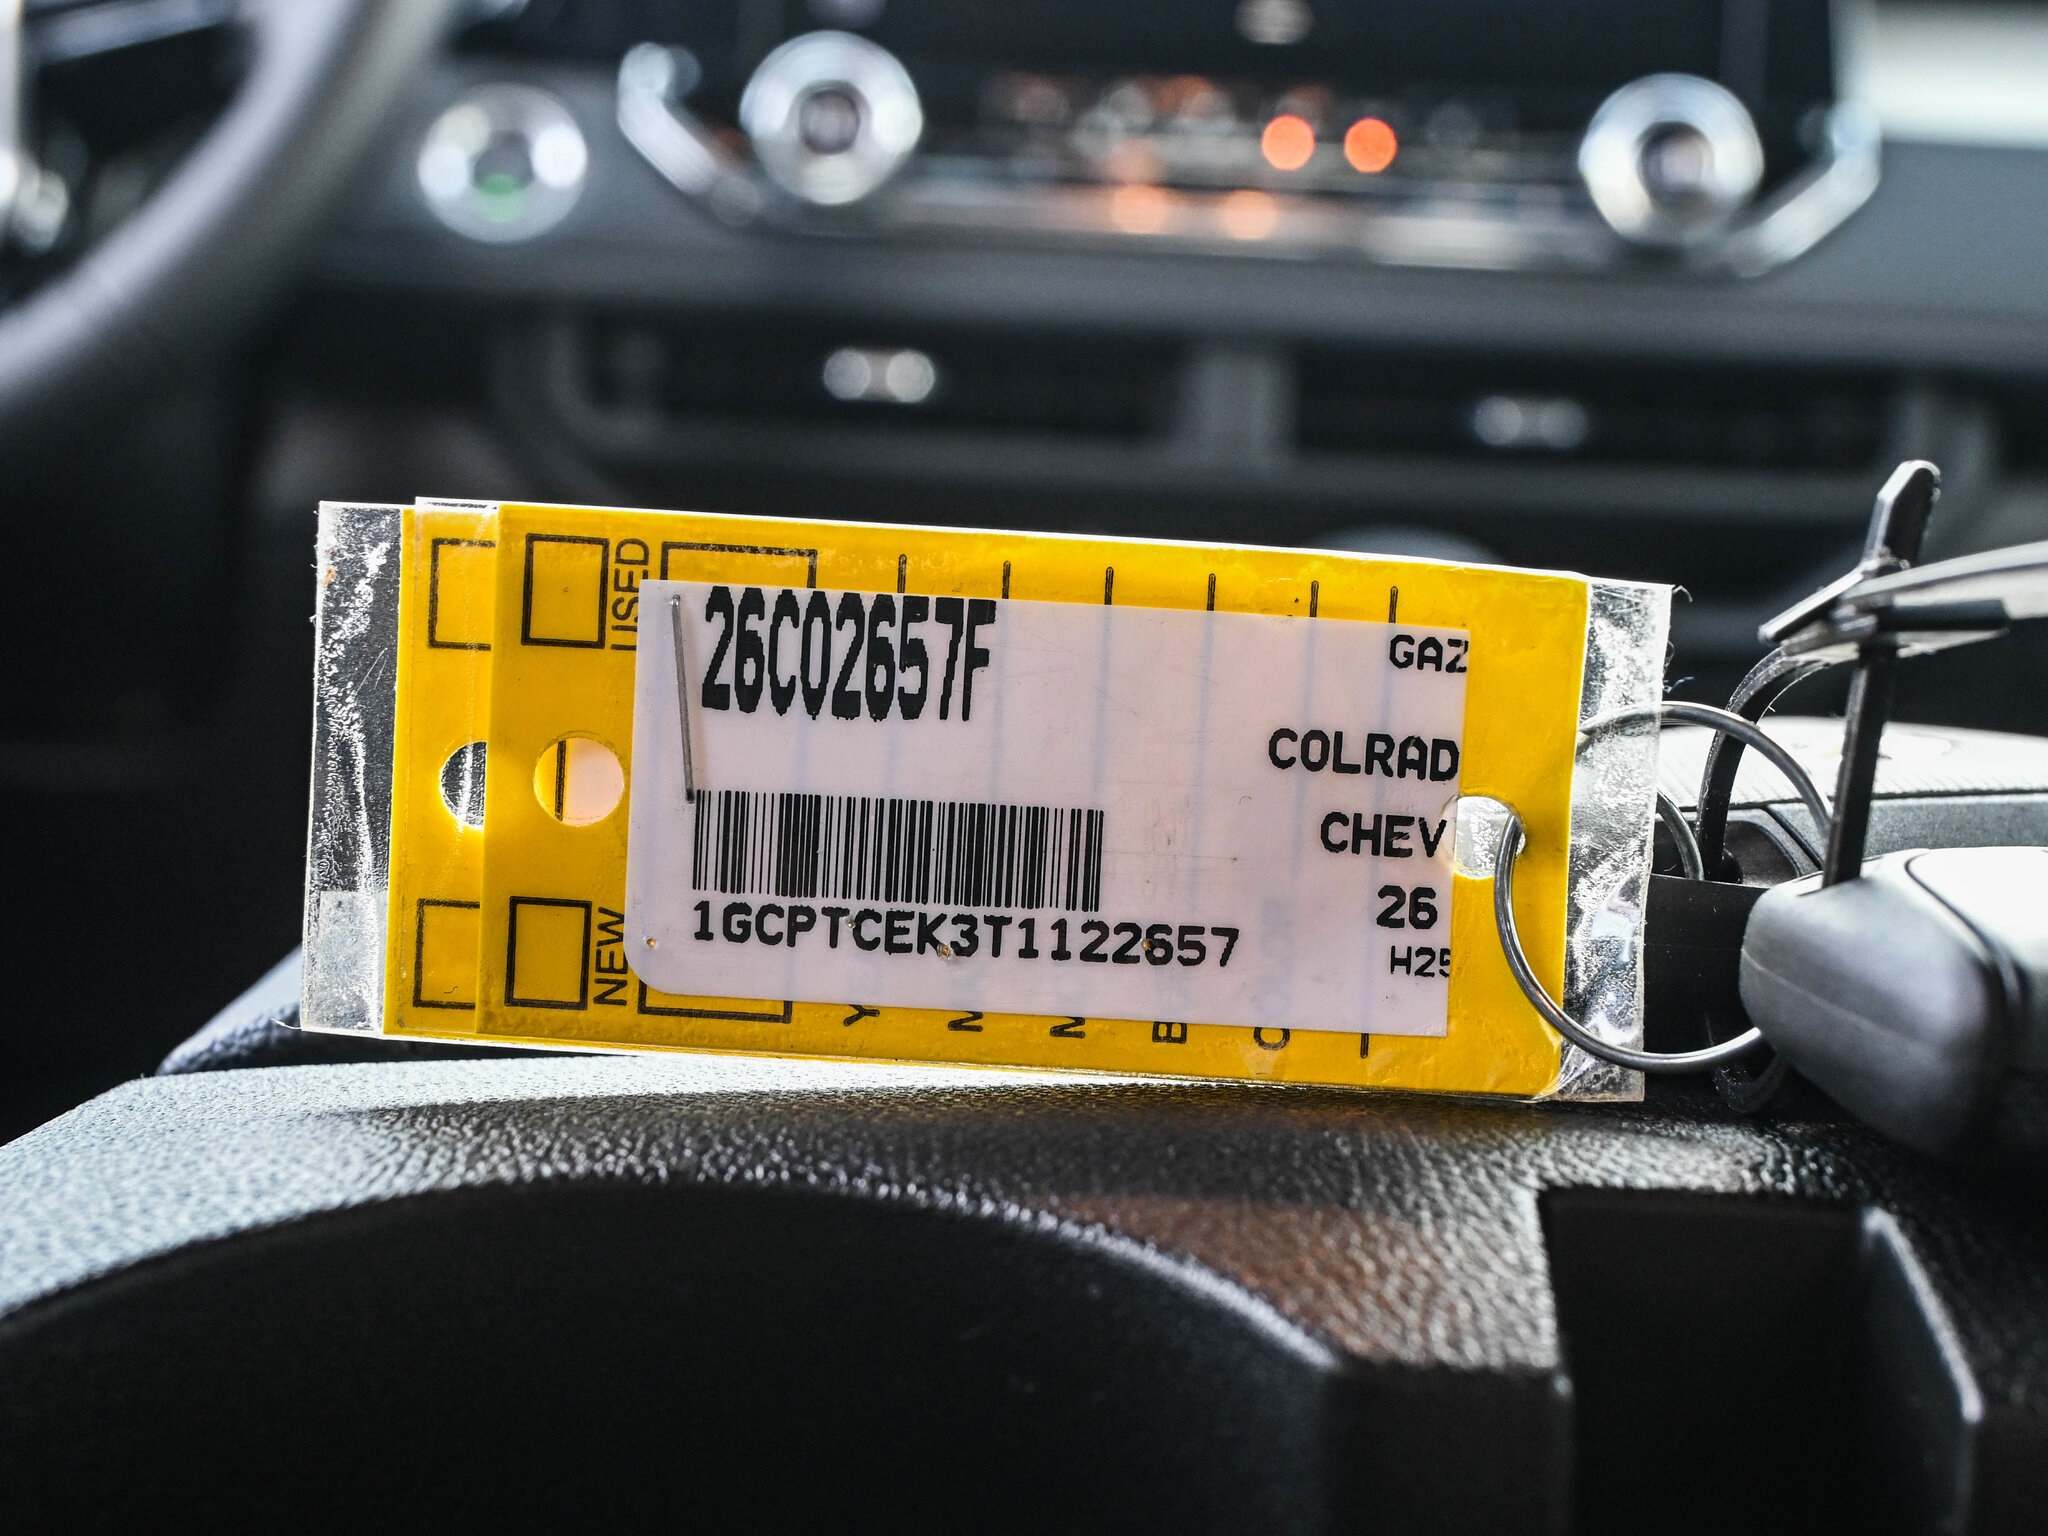 USED
26C02657F
GAZ
COLRAD
CHEV
26
1GCPTCEK3T1122657
H25
NEW
Y